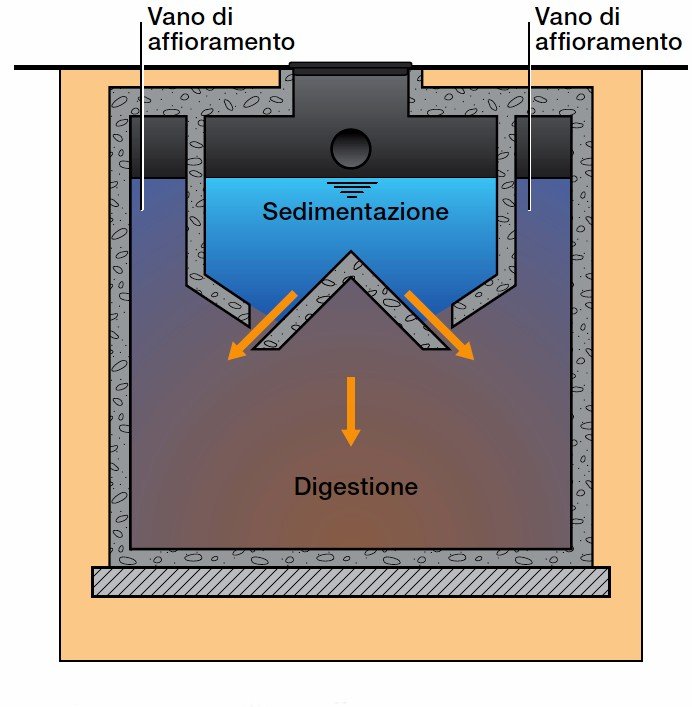 Vano di
affioramento
Vano di
affioramento
Sedimentazione
Digestione